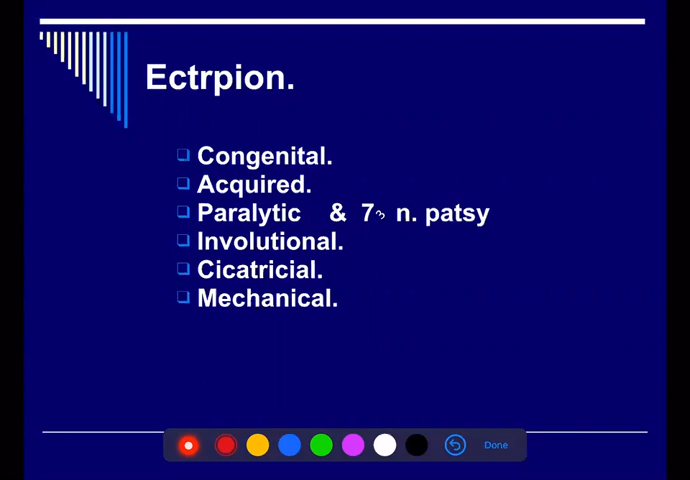 Ectrpion.
Congenital.
Acquired.
Paralytic & 7 n. patsy
Involutional.
Cicatricial.
Mechanical.
Done